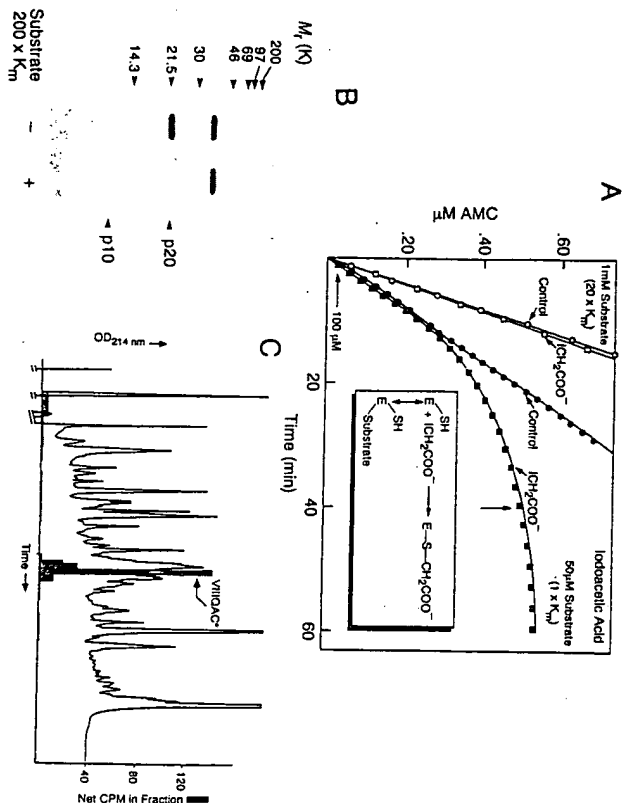 A
μM AMC
.20
.40
.60
1mM Substrate
(20 x Km)
Control
ICH2COO⁻
Control
ICH2COO⁻
Iodoacetic Acid
50μM Substrate
(1 x Km)
100 μM
20
40
60
Time (min)
E
SH
E
SH
Substrate
+ ICH2COO⁻
E—S—CH2COO⁻
B
Mr (K)
200
97
69
46
30
21.5
14.3
p20
p10
Substrate
200 x Km
−
+
C
OD214 nm
Time
VIIIQAC*
40
80
120
Net CPM in Fraction